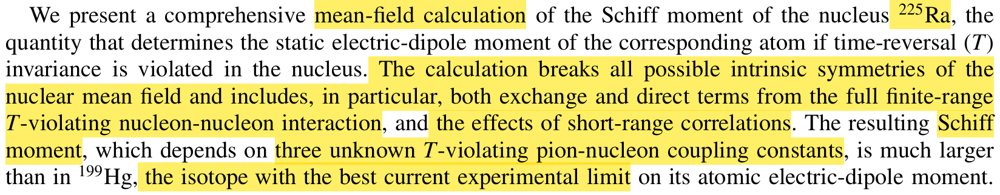 We present a comprehensive mean-field calculation of the Schiff moment of the nucleus ²²⁵Ra, the
quantity that determines the static electric-dipole moment of the corresponding atom if time-reversal (T)
invariance is violated in the nucleus. The calculation breaks all possible intrinsic symmetries of the
nuclear mean field and includes, in particular, both exchange and direct terms from the full finite-range
T-violating nucleon-nucleon interaction, and the effects of short-range correlations. The resulting Schiff
moment, which depends on three unknown T-violating pion-nucleon coupling constants, is much larger
than in ¹⁹⁹Hg, the isotope with the best current experimental limit on its atomic electric-dipole moment.